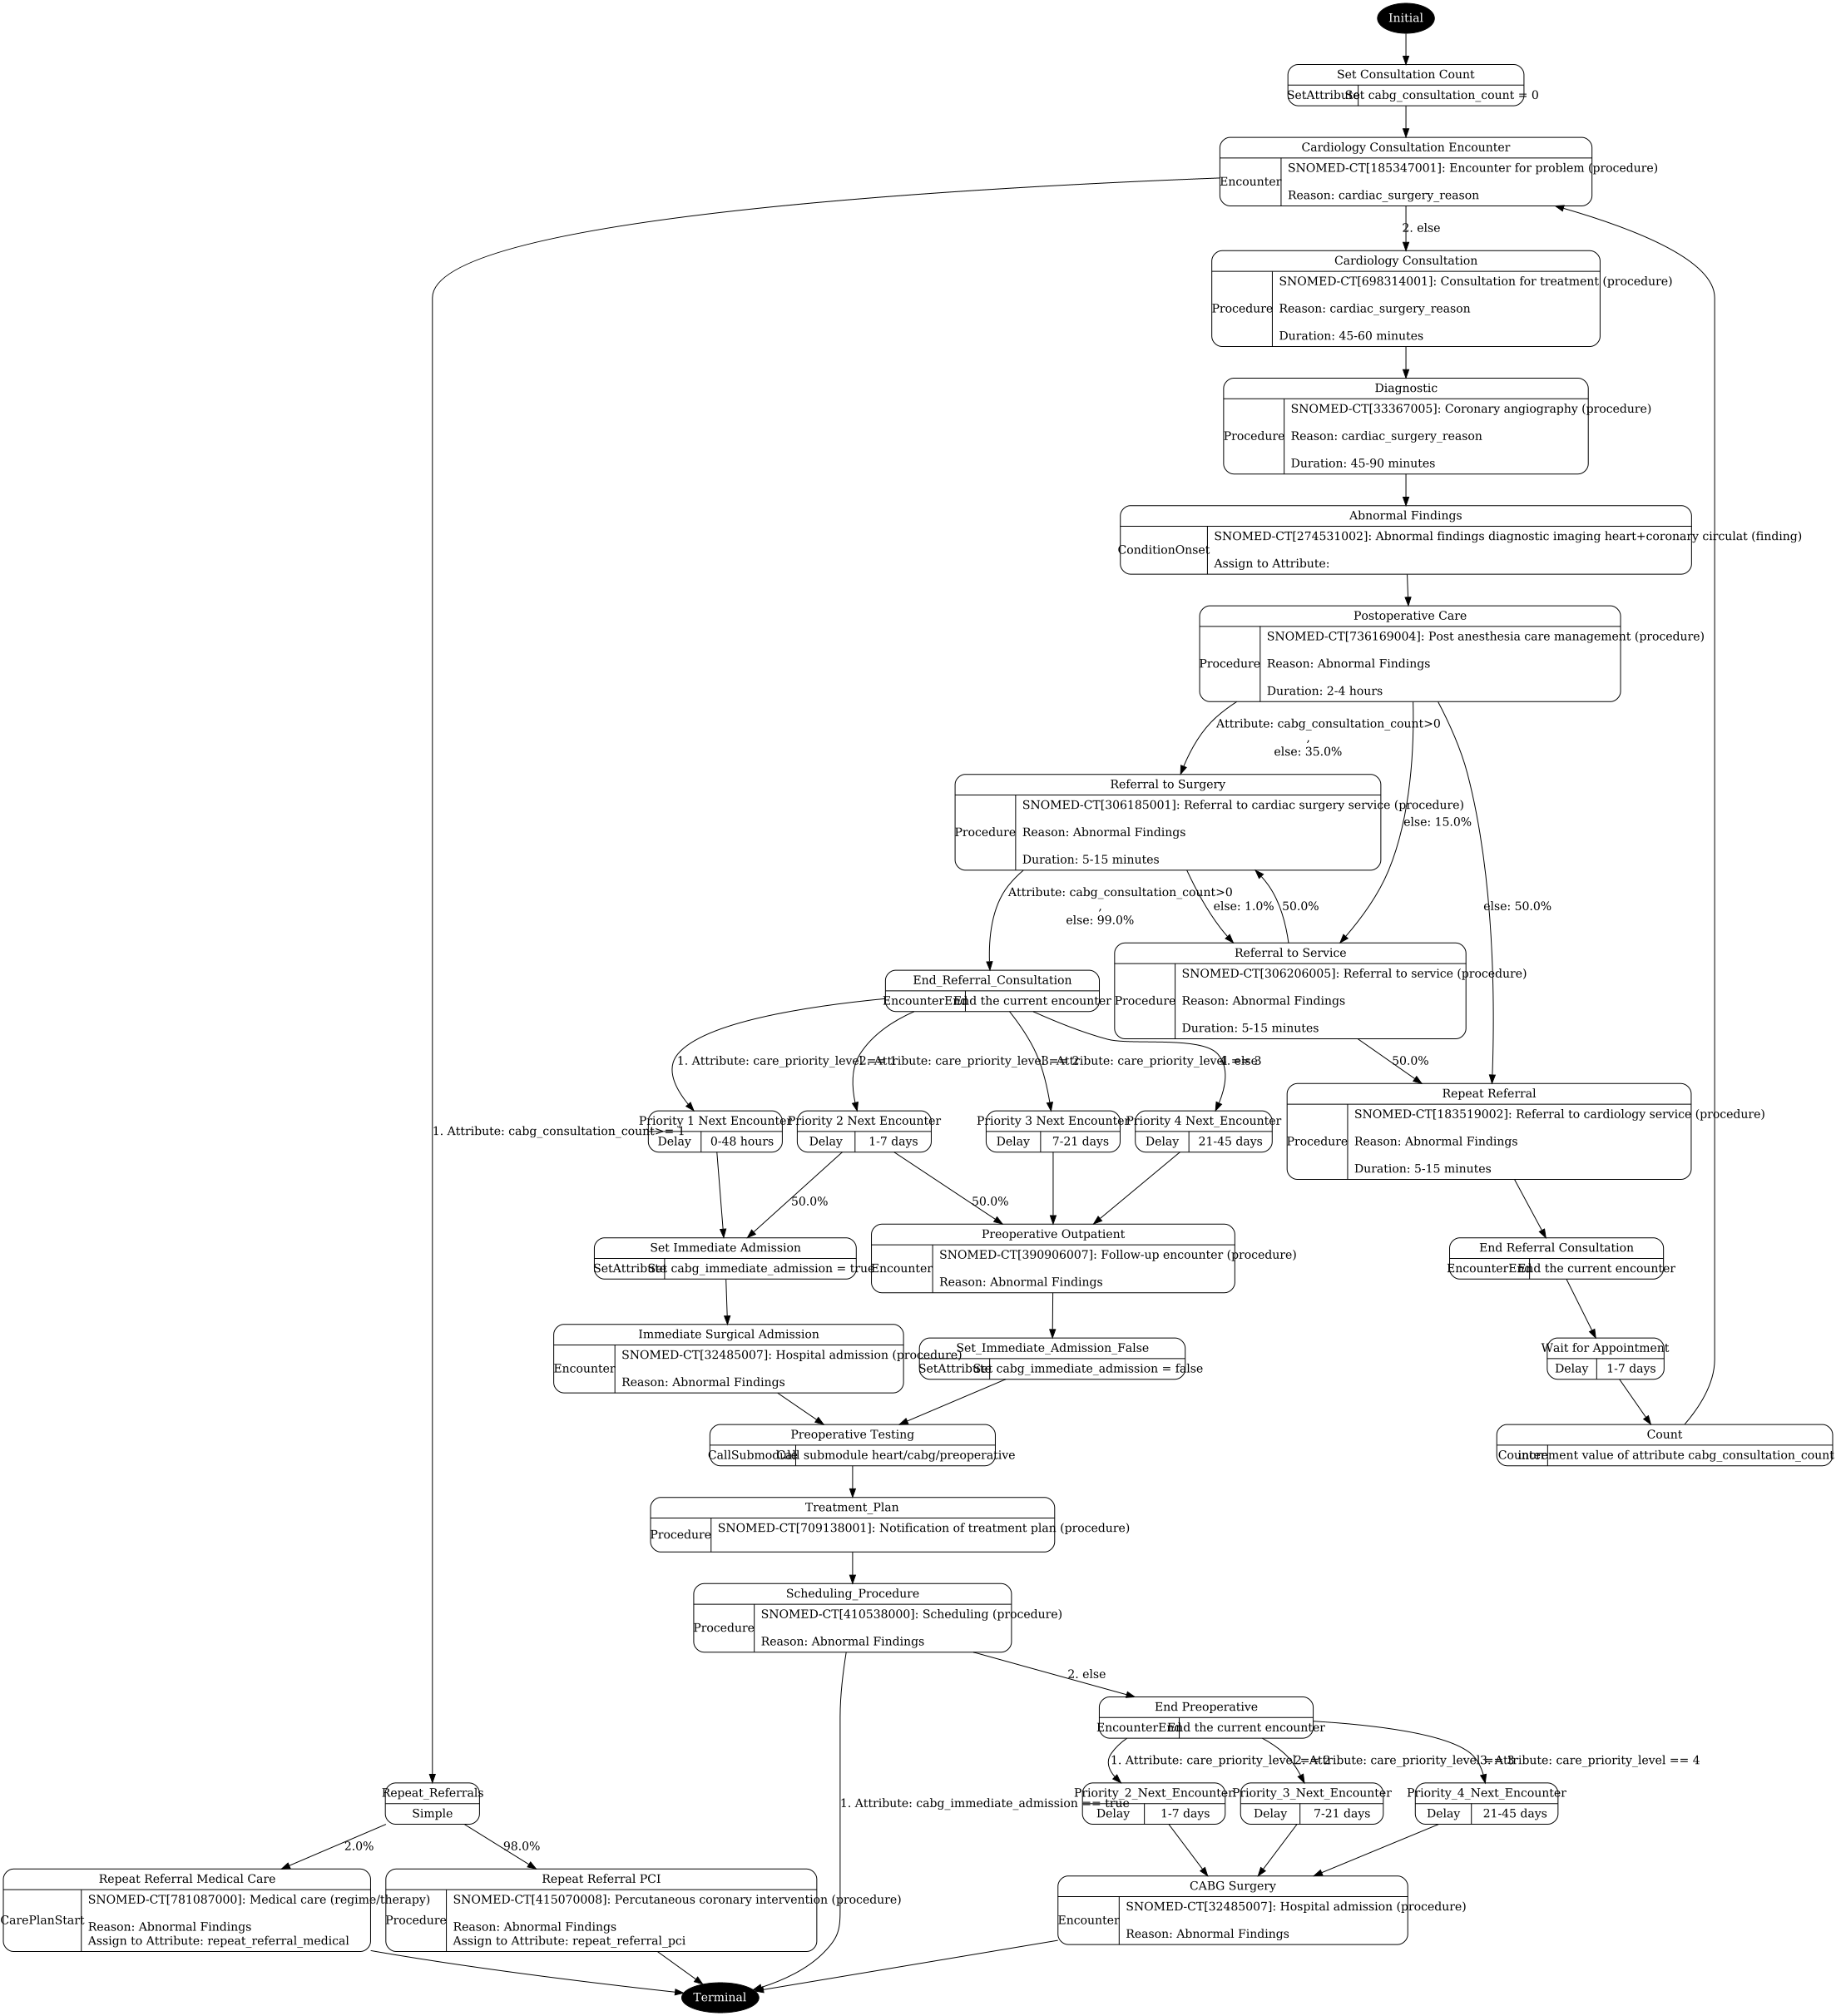 Initial
Set Consultation Count
SetAttribute
Set cabg_consultation_count = 0
Cardiology Consultation Encounter
Encounter
SNOMED-CT[185347001]: Encounter for problem (procedure)
Reason: cardiac_surgery_reason
2. else
Cardiology Consultation
Procedure
SNOMED-CT[698314001]: Consultation for treatment (procedure)
Reason: cardiac_surgery_reason
Duration: 45-60 minutes
Diagnostic
Procedure
SNOMED-CT[33367005]: Coronary angiography (procedure)
Reason: cardiac_surgery_reason
Duration: 45-90 minutes
Abnormal Findings
ConditionOnset
SNOMED-CT[274531002]: Abnormal findings diagnostic imaging heart+coronary circulat (finding)
Assign to Attribute:
Postoperative Care
Procedure
SNOMED-CT[736169004]: Post anesthesia care management (procedure)
Reason: Abnormal Findings
Duration: 2-4 hours
Attribute: cabg_consultation_count>0
,
else: 35.0%
Referral to Surgery
Procedure
SNOMED-CT[306185001]: Referral to cardiac surgery service (procedure)
Reason: Abnormal Findings
Duration: 5-15 minutes
else: 15.0%
Attribute: cabg_consultation_count>0
,
else: 99.0%
else: 1.0%
50.0%
else: 50.0%
Referral to Service
Procedure
SNOMED-CT[306206005]: Referral to service (procedure)
Reason: Abnormal Findings
Duration: 5-15 minutes
End_Referral_Consultation
EncounterEnd
End the current encounter
1. Attribute: care_priority_level == 1
2. Attribute: care_priority_level == 2
3. Attribute: care_priority_level == 3
4. else
50.0%
Repeat Referral
Procedure
SNOMED-CT[183519002]: Referral to cardiology service (procedure)
Reason: Abnormal Findings
Duration: 5-15 minutes
1. Attribute: cabg_consultation_count>= 1
Priority 1 Next Encounter
Delay
0-48 hours
Priority 2 Next Encounter
Delay
1-7 days
Priority 3 Next Encounter
Delay
7-21 days
Priority 4 Next_Encounter
Delay
21-45 days
50.0%
50.0%
Set Immediate Admission
SetAttribute
Set cabg_immediate_admission = true
Preoperative Outpatient
Encounter
SNOMED-CT[390906007]: Follow-up encounter (procedure)
Reason: Abnormal Findings
End Referral Consultation
EncounterEnd
End the current encounter
Immediate Surgical Admission
Encounter
SNOMED-CT[32485007]: Hospital admission (procedure)
Reason: Abnormal Findings
Set_Immediate_Admission_False
SetAttribute
Set cabg_immediate_admission = false
Wait for Appointment
Delay
1-7 days
Preoperative Testing
CallSubmodule
Call submodule heart/cabg/preoperative
Count
Counter
increment value of attribute cabg_consultation_count
Treatment_Plan
Procedure
SNOMED-CT[709138001]: Notification of treatment plan (procedure)
Scheduling_Procedure
Procedure
SNOMED-CT[410538000]: Scheduling (procedure)
Reason: Abnormal Findings
2. else
End Preoperative
EncounterEnd
End the current encounter
1. Attribute: care_priority_level == 2
2. Attribute: care_priority_level == 3
3. Attribute: care_priority_level == 4
Repeat_Referrals
Simple
1. Attribute: cabg_immediate_admission == true
Priority_2_Next_Encounter
Delay
1-7 days
Priority_3_Next_Encounter
Delay
7-21 days
Priority_4_Next_Encounter
Delay
21-45 days
2.0%
98.0%
Repeat Referral Medical Care
CarePlanStart
SNOMED-CT[781087000]: Medical care (regime/therapy)
Reason: Abnormal Findings
Assign to Attribute: repeat_referral_medical
Repeat Referral PCI
Procedure
SNOMED-CT[415070008]: Percutaneous coronary intervention (procedure)
Reason: Abnormal Findings
Assign to Attribute: repeat_referral_pci
CABG Surgery
Encounter
SNOMED-CT[32485007]: Hospital admission (procedure)
Reason: Abnormal Findings
Terminal